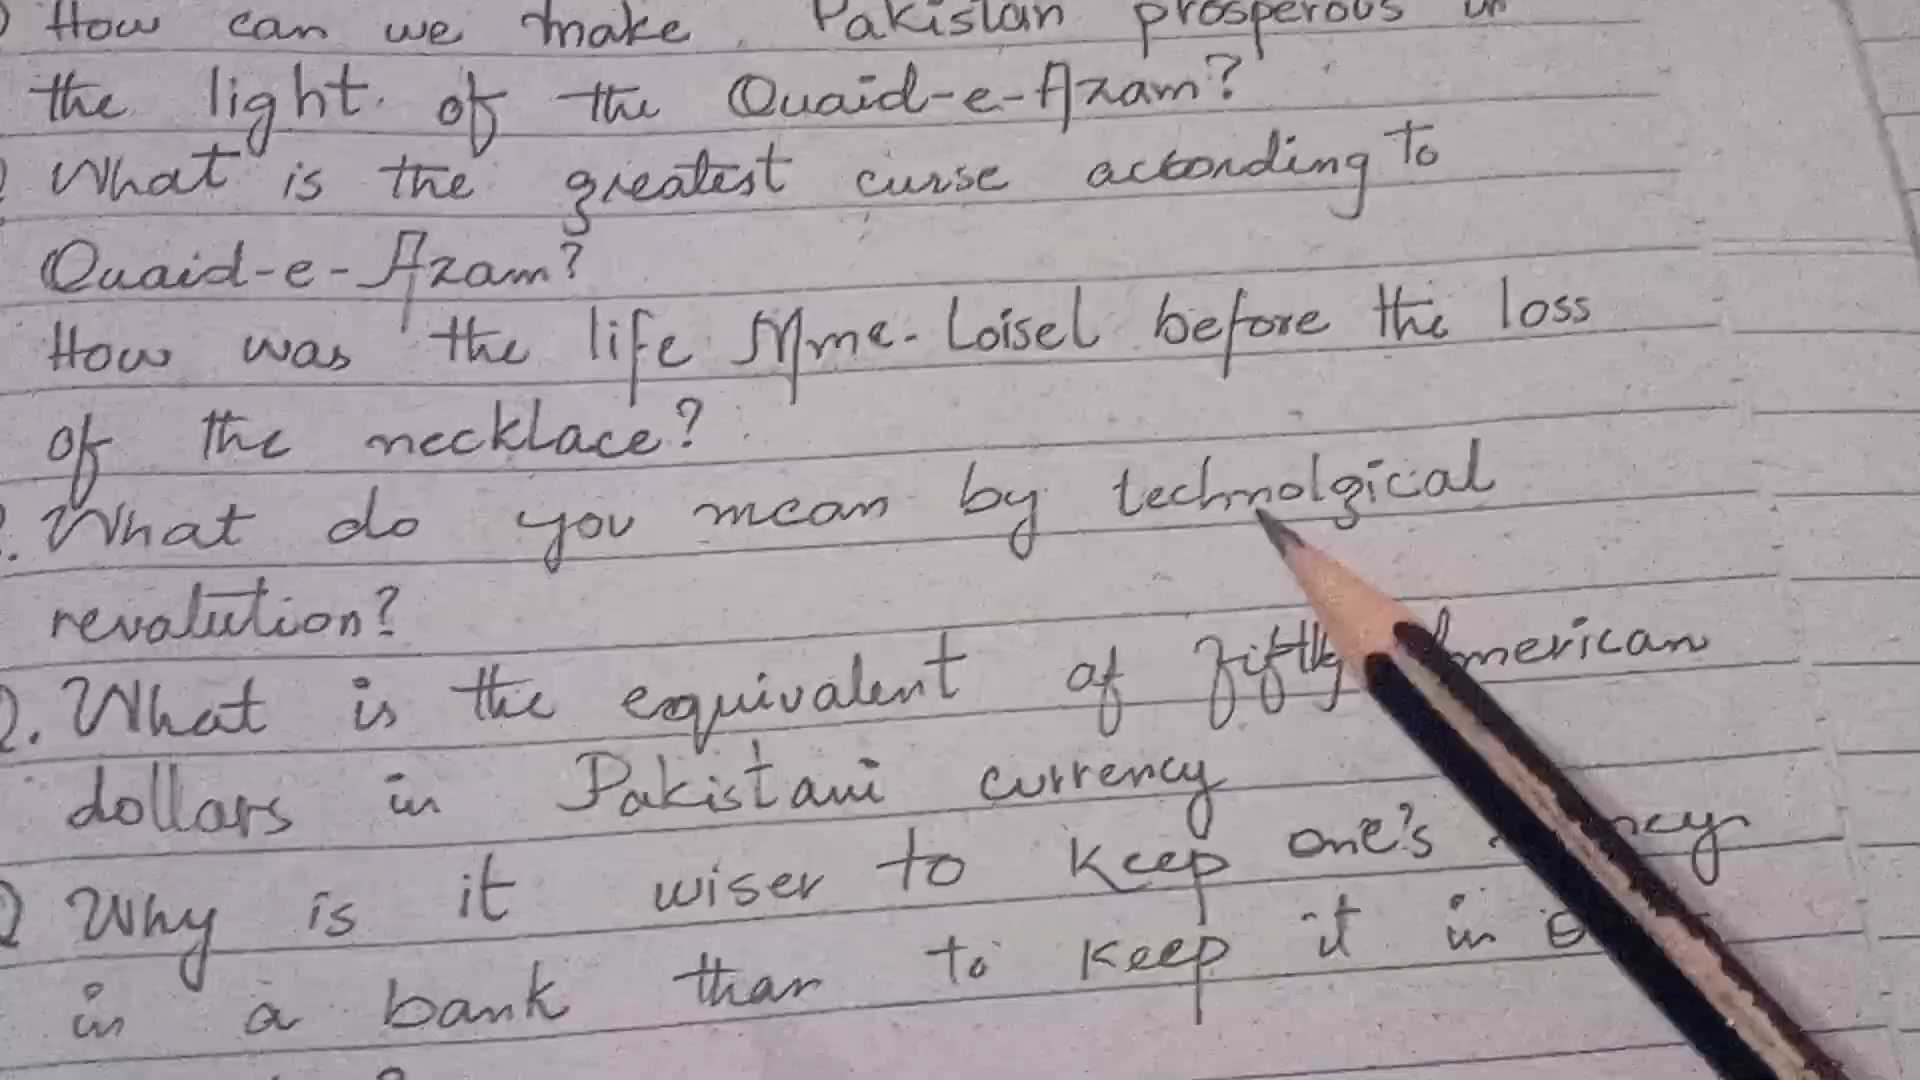 How can we make Pakistan prosperous in
the light of the Quaid-e-Azam?
What is the greatest curse according to
Quaid-e-Azam?
How was the life Mme. Loisel before the loss
of the necklace?
What do you mean by technolgical
revalution?
Q. What is the equivalent of fifty American
dollars in Pakistani currency
Q Why is it wiser to keep one's
in a bank than to keep it in